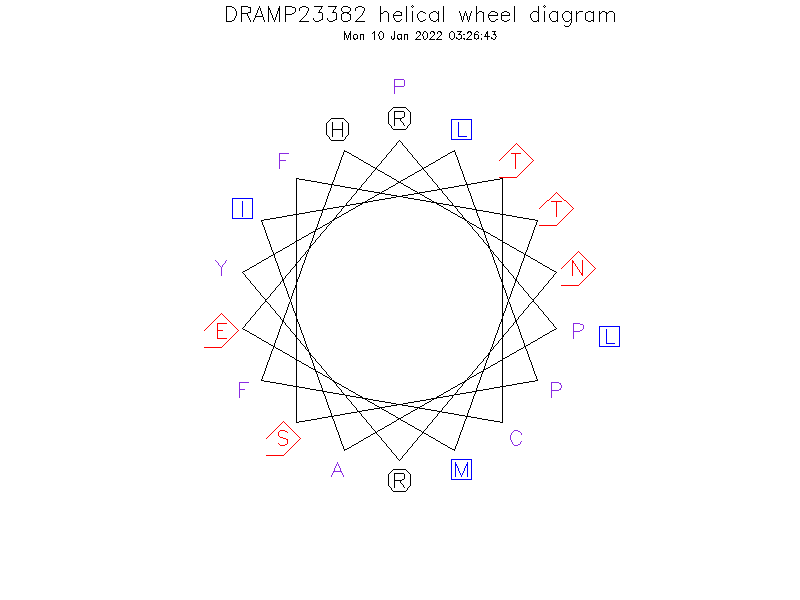 DRAMP23382 helical wheel diagram
Mon 10 Jan 2022 03:26:43
P
H R L
F T
I T
Y N
E P L
F P
S C
A R M